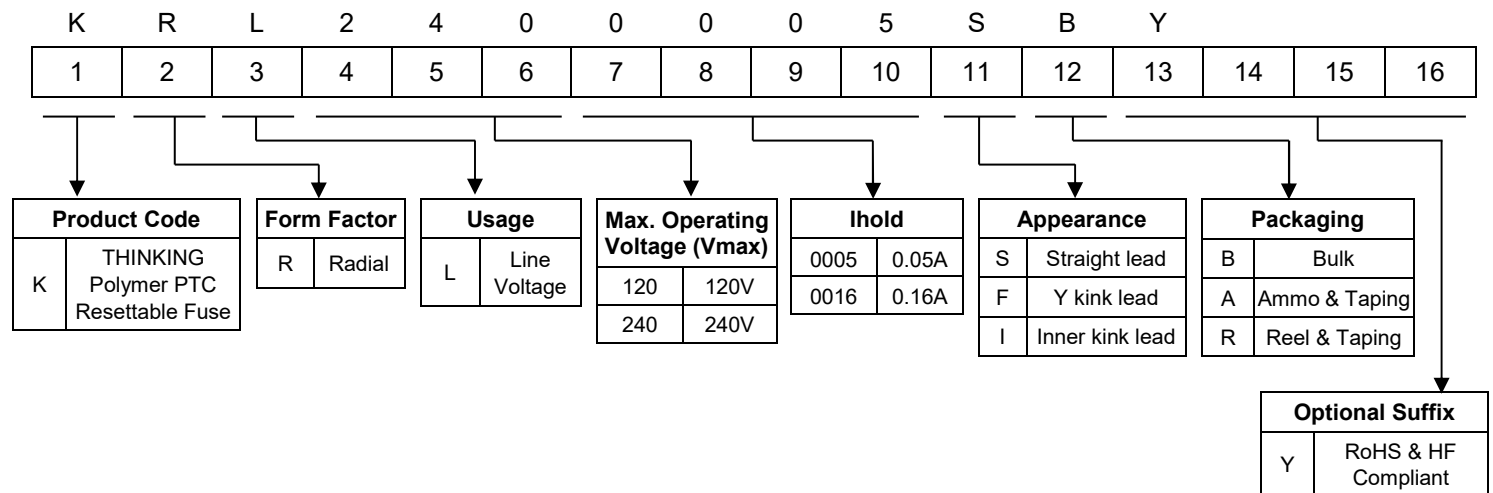 K R L 2 4 0 0 0 0 5 S B Y
1 2 3 4 5 6 7 8 9 10 11 12 13 14 15 16
Product Code
K THINKING
Polymer PTC
Resettable Fuse
Form Factor
R Radial
Usage
L Line
Voltage
Max. Operating
Voltage (Vmax)
120 120V
240 240V
Ihold
0005 0.05A
0016 0.16A
Appearance
S Straight lead
F Y kink lead
I Inner kink lead
Packaging
B Bulk
A Ammo & Taping
R Reel & Taping
Optional Suffix
Y RoHS & HF
Compliant